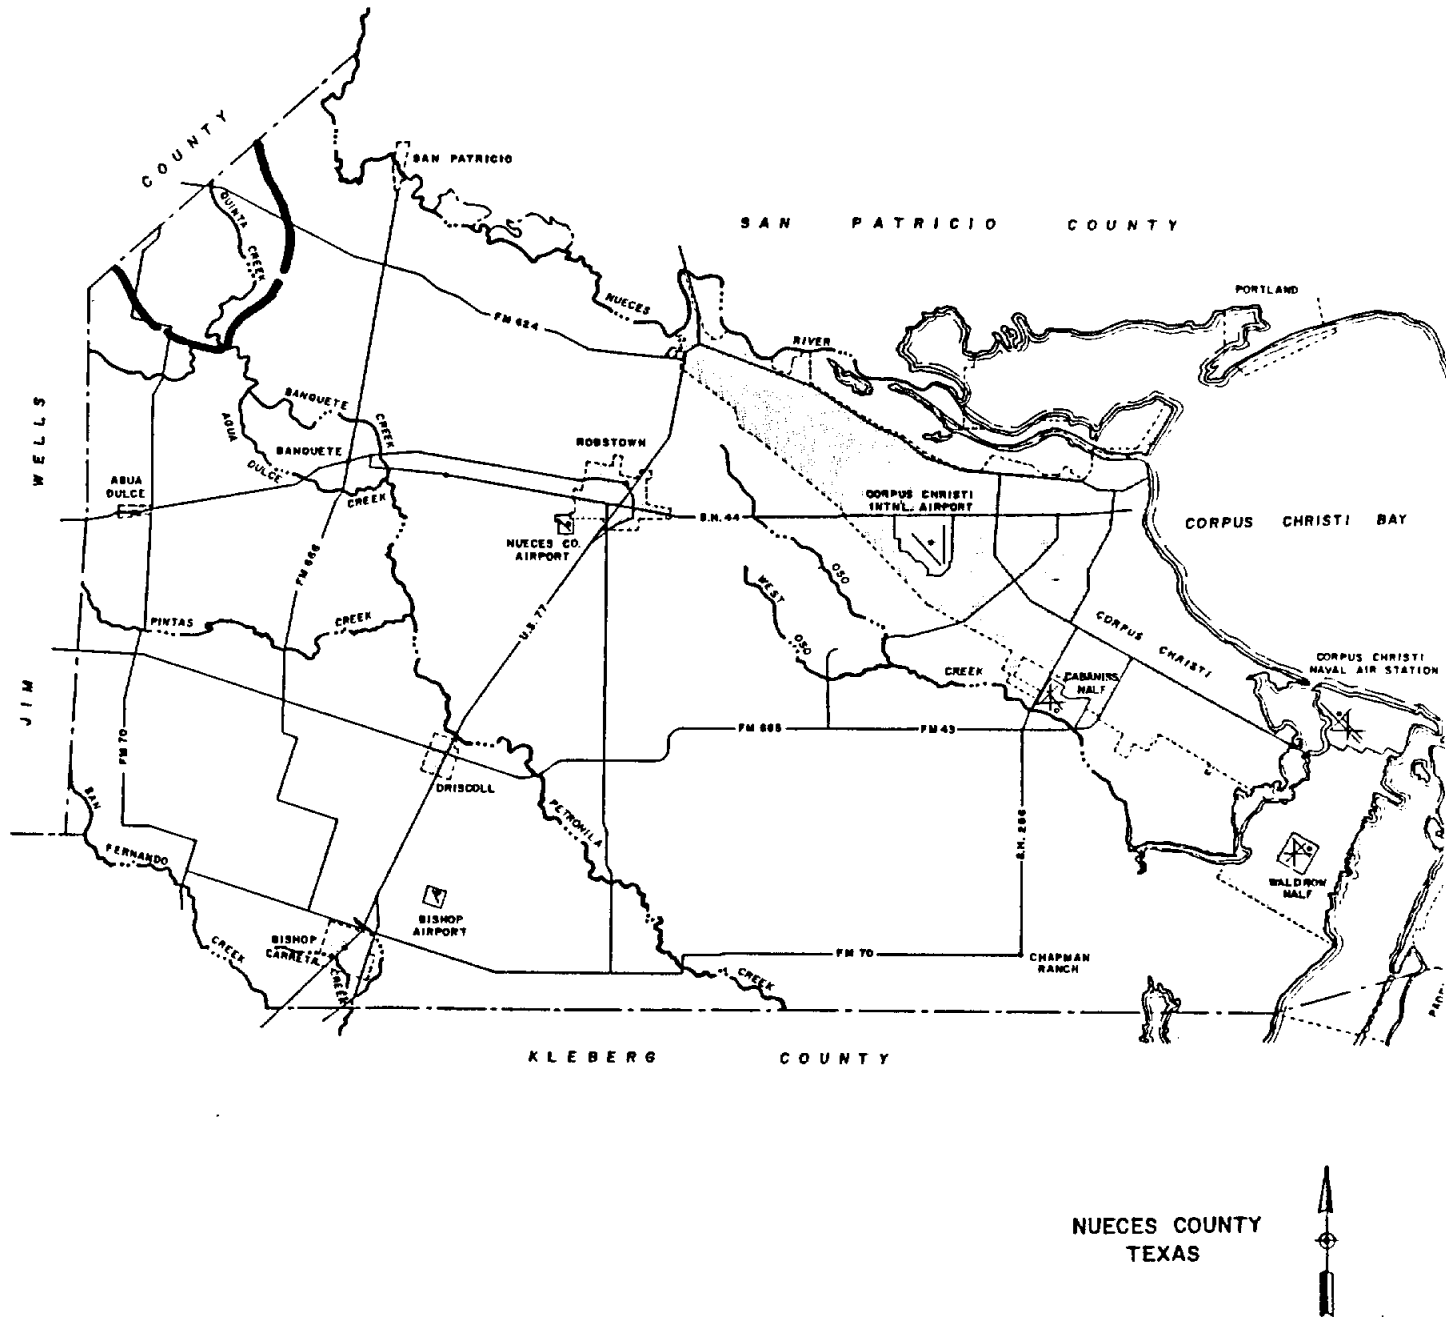 COUNTY
SAN PATRICIO
QUINTA
CREEK
SAN PATRICIO COUNTY
PORTLAND
NUECES
FM 624
RIVER
WELLS
BANQUETE
CREEK
AGUA
DULCE
CREEK
BANQUETE
ROBSTOWN
AGUA
DULCE
CORPUS CHRISTI
INTNL. AIRPORT
S.H. 44
CORPUS CHRISTI BAY
NUECES CO.
AIRPORT
FM 666
OSO
WEST
OSO
CREEK
PINTAS
CREEK
U.S. 77
CORPUS CHRISTI
CORPUS CHRISTI
NAVAL AIR STATION
CABANISS
NALF
JIM
FM 70
FM 665
FM 43
DRISCOLL
SAN
FERNANDO
CREEK
PETRONILA
CREEK
S.H. 286
WALDRON
NALF
BISHOP
AIRPORT
BISHOP
CARRETA
CREEK
FM 70
CHAPMAN
RANCH
KLEBERG COUNTY
NUECES COUNTY
TEXAS